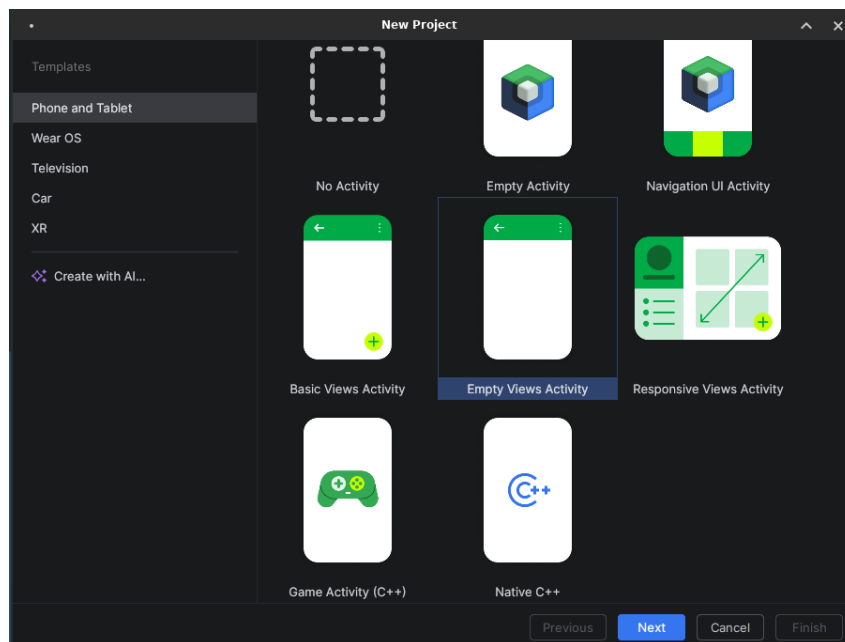 New Project
Templates
Phone and Tablet
Wear OS
Television
Car
XR
Create with AI...
No Activity
Empty Activity
Navigation UI Activity
Basic Views Activity
Empty Views Activity
Responsive Views Activity
C++
Game Activity (C++)
Native C++
Previous
Next
Cancel
Finish